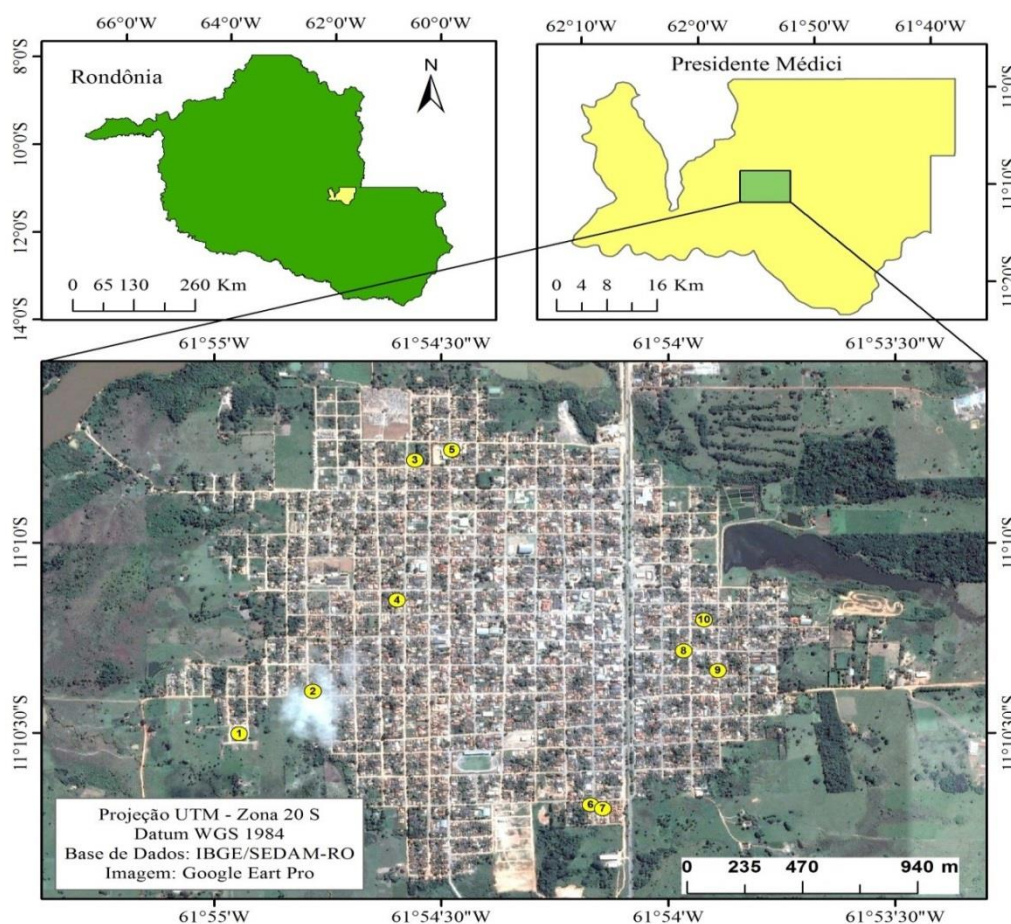 66°0'W 64°0'W 62°0'W 60°0'W
62°10'W 62°0'W 61°50'W 61°40'W
8°0'S
10°0'S
12°0'S
14°0'S
Rondônia
N
0 65 130 260 Km
Presidente Médici
0 4 8 16 Km
11°0'S
11°10'S
11°20'S
61°55'W 61°54'30"W 61°54'W 61°53'30"W
5
3
11°10'S
11°10'S
4
10
8
9
2
1
11°10'30"S
11°10'30"S
6
7
Projeção UTM - Zona 20 S
Datum WGS 1984
Base de Dados: IBGE/SEDAM-RO
Imagem: Google Eart Pro
0 235 470 940 m
61°55'W 61°54'30"W 61°54'W 61°53'30"W